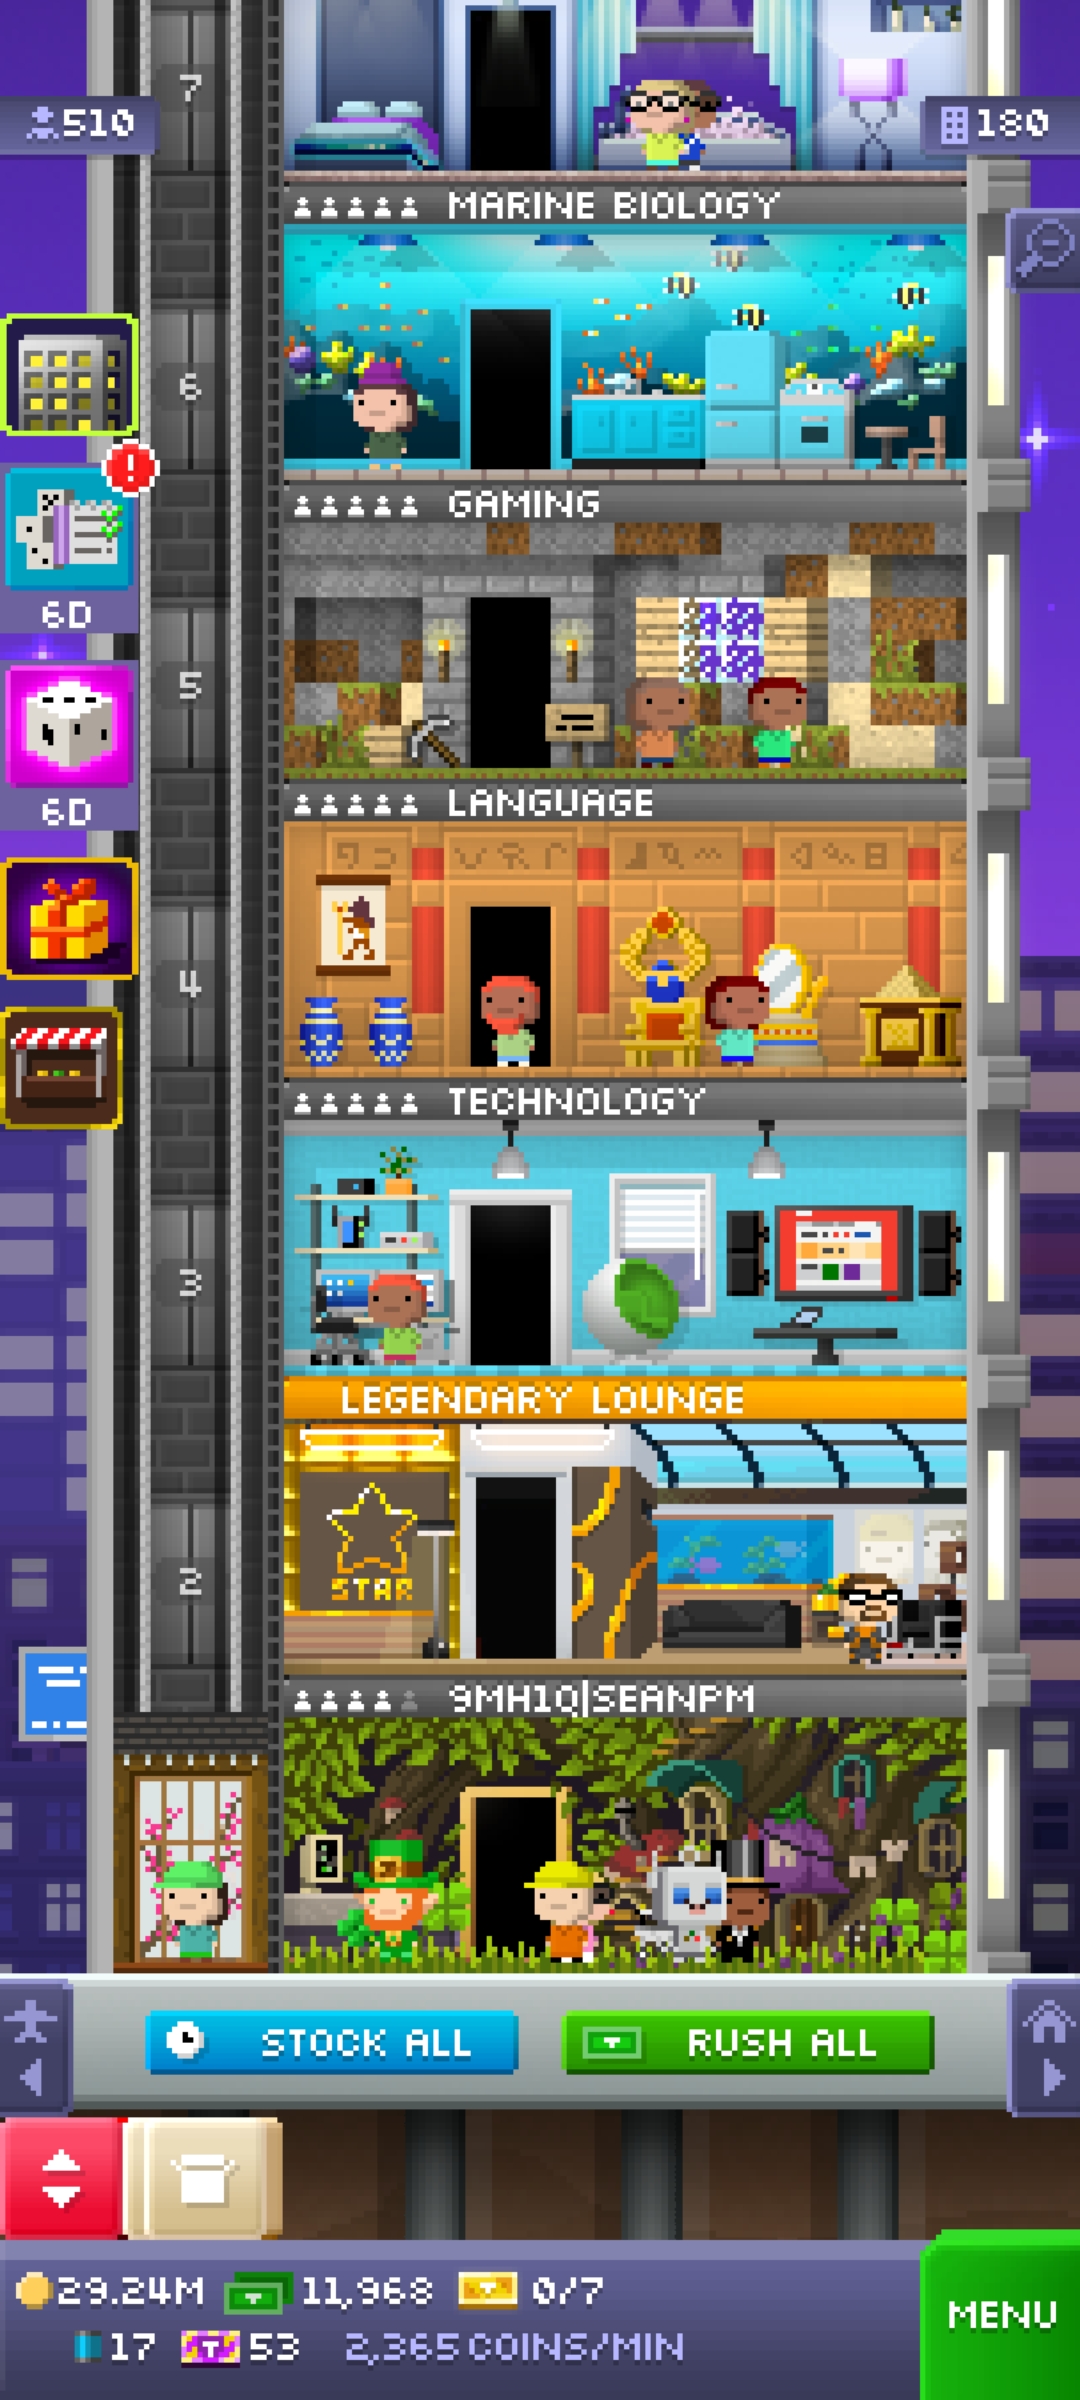 7
510
180
MARINE BIOLOGY
6
GAMING
6D
5
6D
LANGUAGE
4
TECHNOLOGY
3
LEGENDARY LOUNGE
STAR
2
9MH1Q|SEANPM
STOCK ALL
RUSH ALL
29.24M
11,968
0/7
MENU
17
53
2,365 COINS/MIN